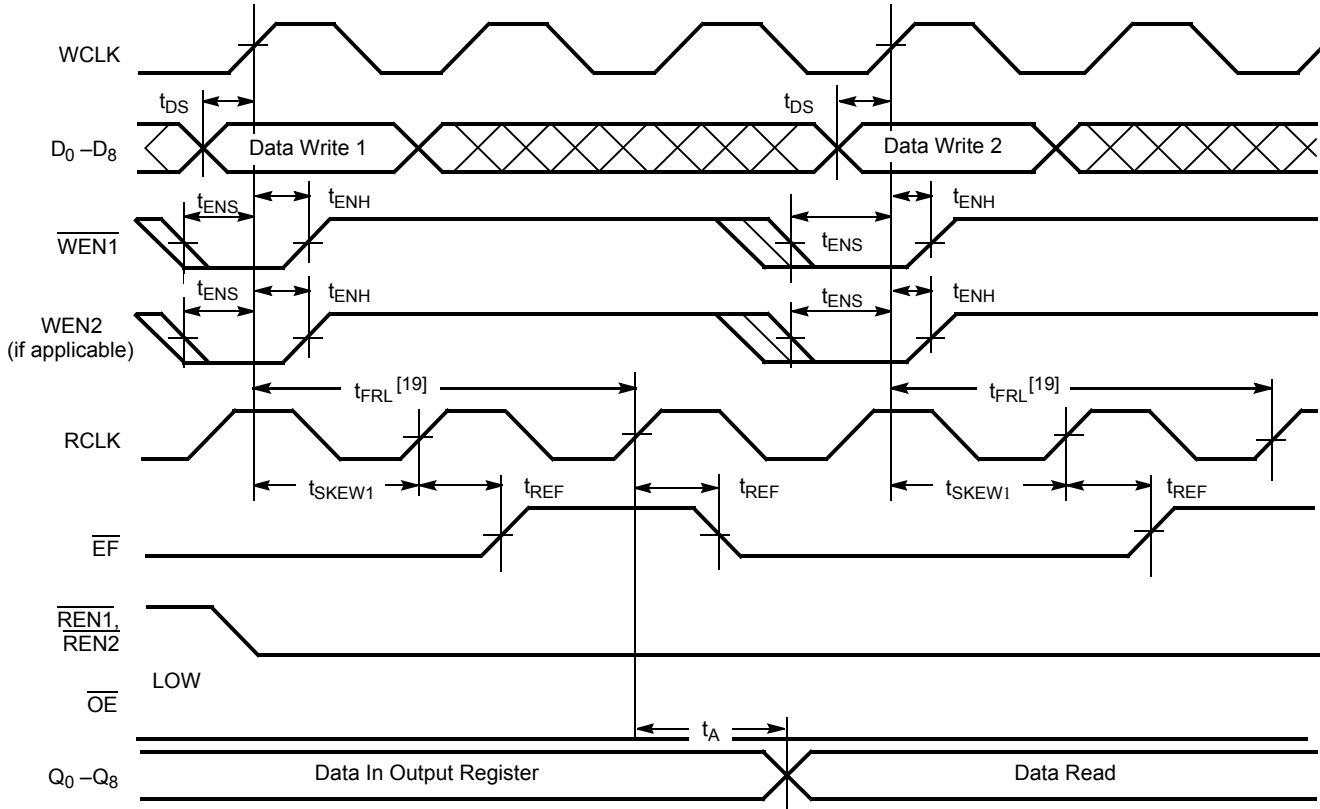 WCLK
tDS
tDS
D0 –D8
Data Write 1
Data Write 2
tENS
tENH
tENS
tENH
WEN1
tENS
tENH
tENS
tENH
WEN2
(if applicable)
tFRL [19]
tFRL [19]
RCLK
tSKEW1
tREF
tREF
tSKEW1
tREF
EF
REN1,
REN2
LOW
OE
tA
Q0 –Q8
Data In Output Register
Data Read